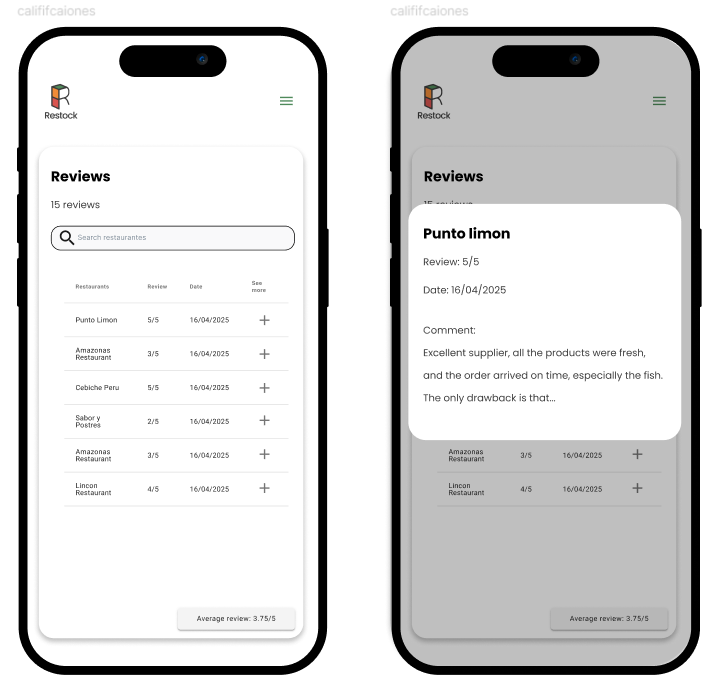 calififcaiones
Restock
Reviews
15 reviews
Search restaurantes
Restaurants Review Date See more
Punto Limon 5/5 16/04/2025
Amazonas Restaurant 3/5 16/04/2025
Cebiche Peru 5/5 16/04/2025
Sabor y Postres 2/5 16/04/2025
Amazonas Restaurant 3/5 16/04/2025
Lincon Restaurant 4/5 16/04/2025
Average review: 3.75/5
calififcaiones
Restock
Reviews
15 reviews
Punto limon
Review: 5/5
Date: 16/04/2025
Comment:
Excellent supplier, all the products were fresh,
and the order arrived on time, especially the fish.
The only drawback is that...
Amazonas Restaurant 3/5 16/04/2025
Lincon Restaurant 4/5 16/04/2025
Average review: 3.75/5